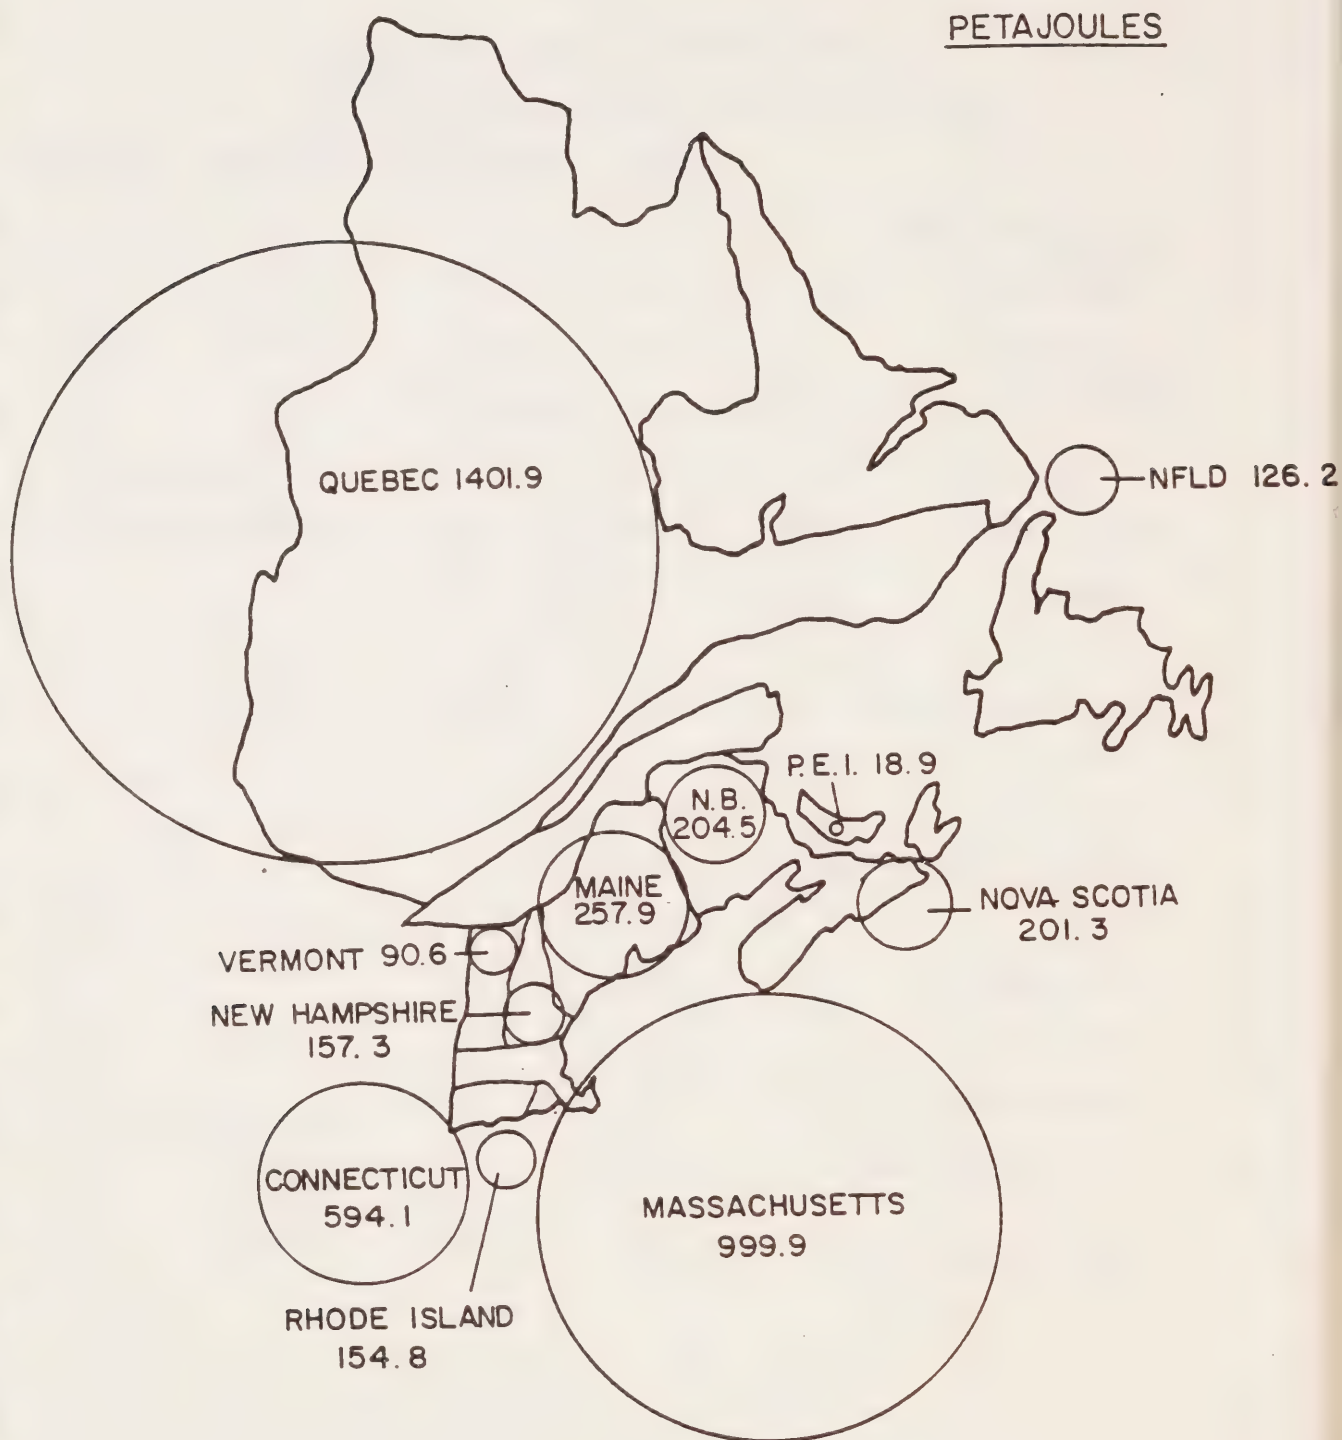 PETAJOULES
QUEBEC 1401.9
NFLD 126.2
P.E.I. 18.9
N.B.
204.5
MAINE
257.9
NOVA SCOTIA
201.3
VERMONT 90.6
NEW HAMPSHIRE
157.3
CONNECTICUT
594.1
MASSACHUSETTS
999.9
RHODE ISLAND
154.8